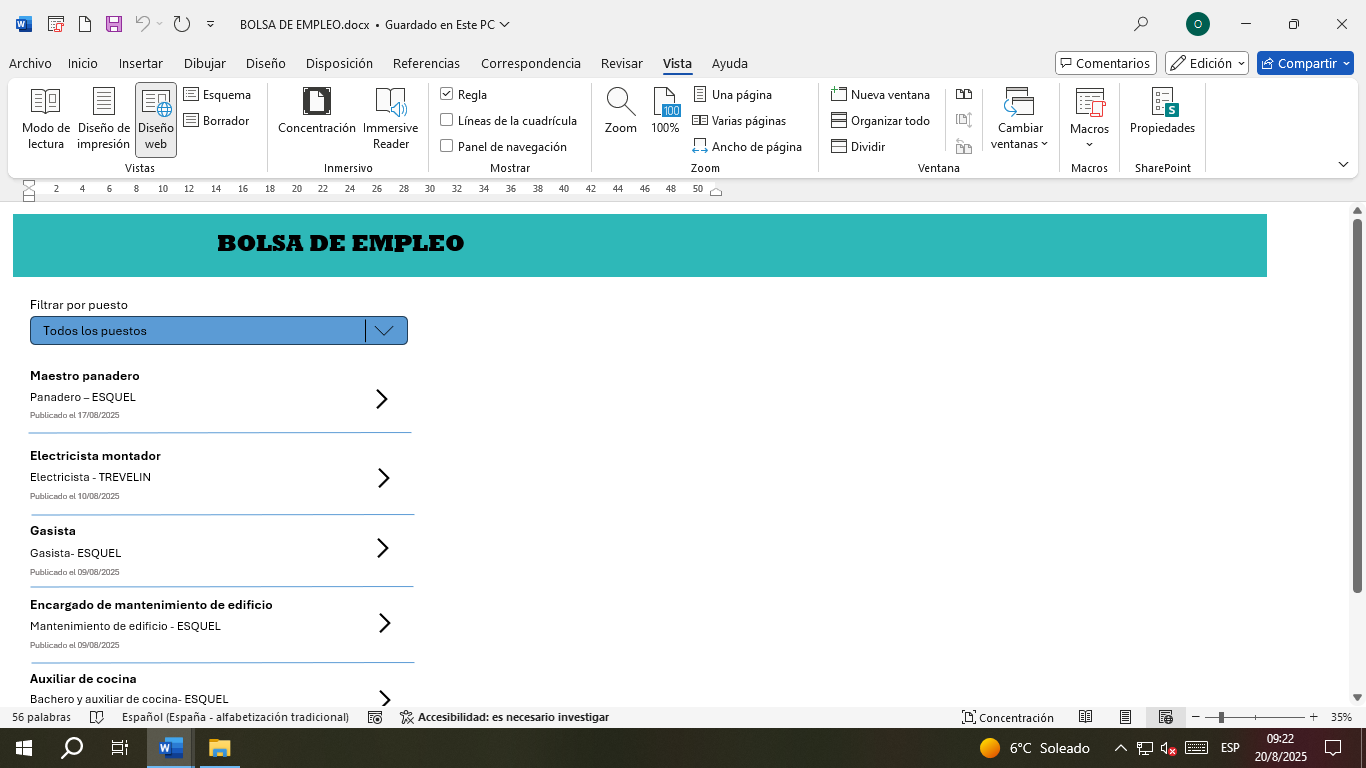 BOLSA DE EMPLEO.docx • Guardado en Este PC
O
Archivo Inicio Insertar Dibujar Diseño Disposición Referencias Correspondencia Revisar Vista Ayuda
Comentarios Edición Compartir
Modo de lectura
Diseño de impresión
Diseño web
Esquema
Borrador
Vistas
Concentración
Immersive Reader
Inmersivo
Regla
Líneas de la cuadrícula
Panel de navegación
Mostrar
Zoom
100
100%
Una página
Varias páginas
Ancho de página
Zoom
Nueva ventana
Organizar todo
Dividir
Cambiar ventanas
Ventana
Macros
Macros
S
Propiedades
SharePoint
2 4 6 8 10 12 14 16 18 20 22 24 26 28 30 32 34 36 38 40 42 44 46 48 50
BOLSA DE EMPLEO
Filtrar por puesto
Todos los puestos
Maestro panadero
Panadero – ESQUEL
Publicado el 17/08/2025
Electricista montador
Electricista - TREVELIN
Publicado el 10/08/2025
Gasista
Gasista- ESQUEL
Publicado el 09/08/2025
Encargado de mantenimiento de edificio
Mantenimiento de edificio - ESQUEL
Publicado el 09/08/2025
Auxiliar de cocina
Bachero y auxiliar de cocina- ESQUEL
56 palabras Español (España - alfabetización tradicional) Accesibilidad: es necesario investigar Concentración 35%
6°C Soleado ESP 09:22
20/8/2025